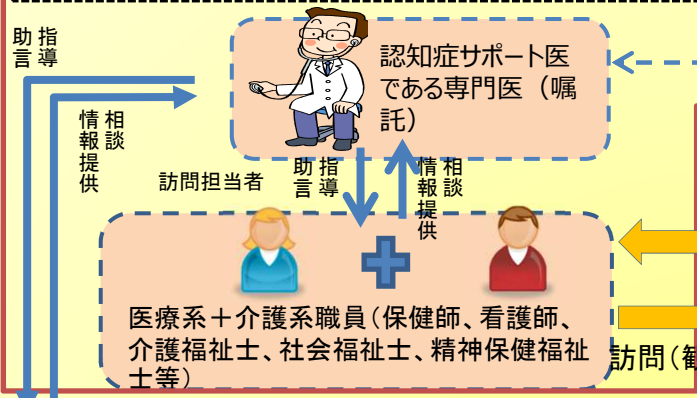 指導
助言
認知症サポート医
である専門医（嘱
託）
相談
情報提供
訪問担当者
指導
助言
相談
情報提供
医療系＋介護系職員（保健師、看護師、
介護福祉士、社会福祉士、精神保健福祉
士等）
訪問（